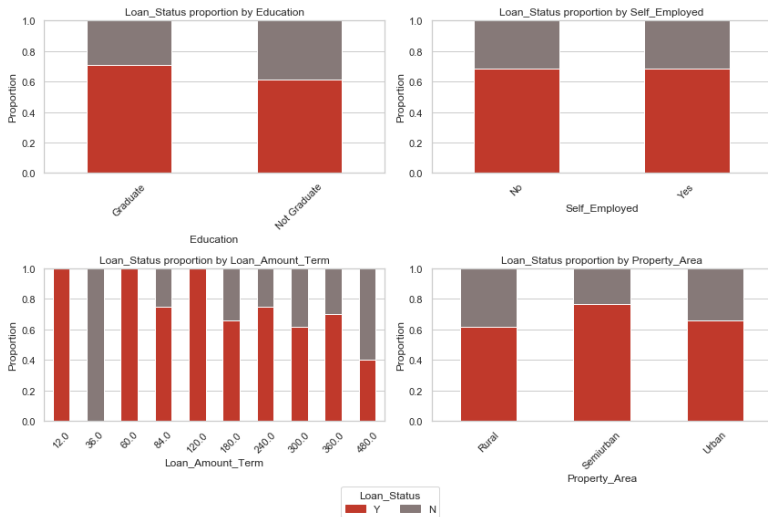 Loan_Status proportion by Education
Proportion
1.0
0.8
0.6
0.4
0.2
0.0
Graduate
Not Graduate
Education
Loan_Status proportion by Self_Employed
Proportion
1.0
0.8
0.6
0.4
0.2
0.0
No
Yes
Self_Employed
Loan_Status proportion by Loan_Amount_Term
Proportion
1.0
0.8
0.6
0.4
0.2
0.0
12.0
36.0
60.0
84.0
120.0
180.0
240.0
300.0
360.0
480.0
Loan_Amount_Term
Loan_Status proportion by Property_Area
Proportion
1.0
0.8
0.6
0.4
0.2
0.0
Rural
Semiurban
Urban
Property_Area
Loan_Status
Y N